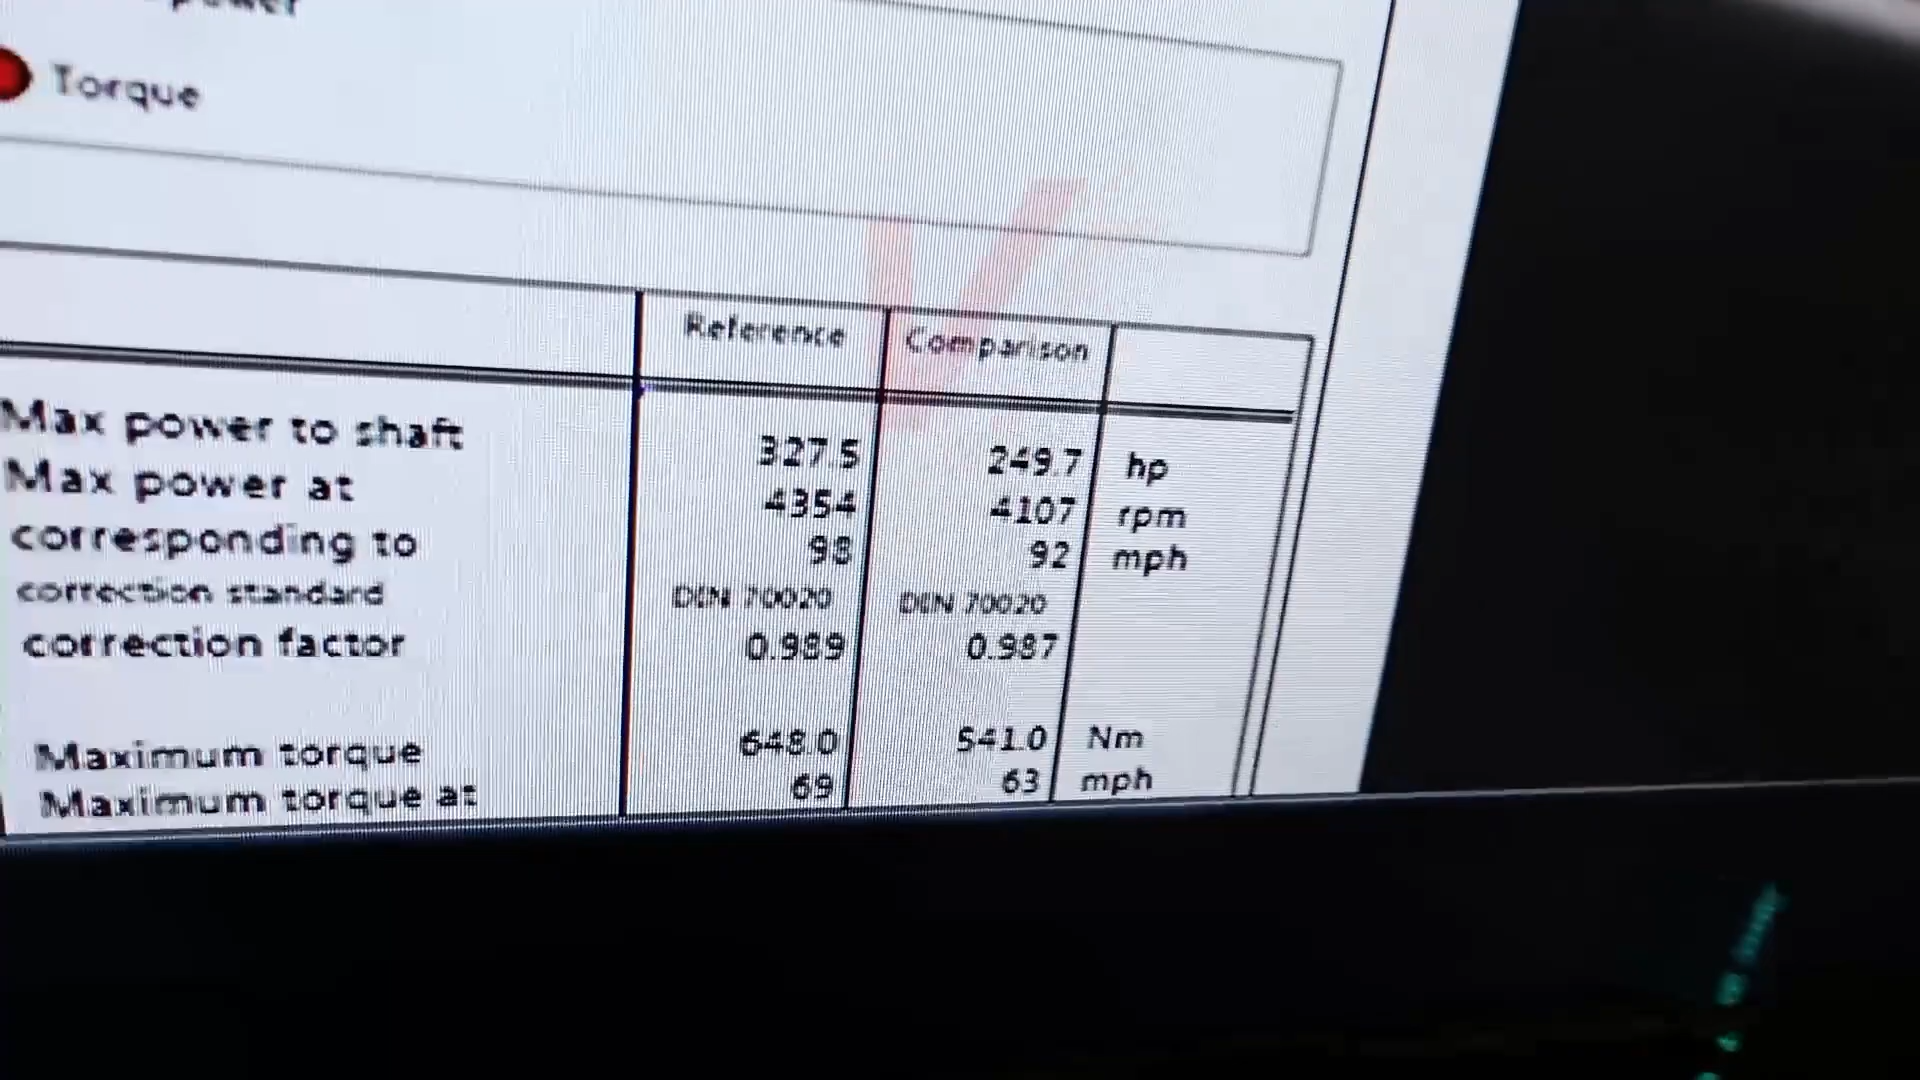 Torque
Reference Comparison
Max power to shaft 327.5 249.7 hp
Max power at 4354 4107 rpm
corresponding to 98 92 mph
correction standard DIN 70020 DIN 70020
correction factor 0.989 0.987
Maximum torque 648.0 541.0 Nm
Maximum torque at 69 63 mph